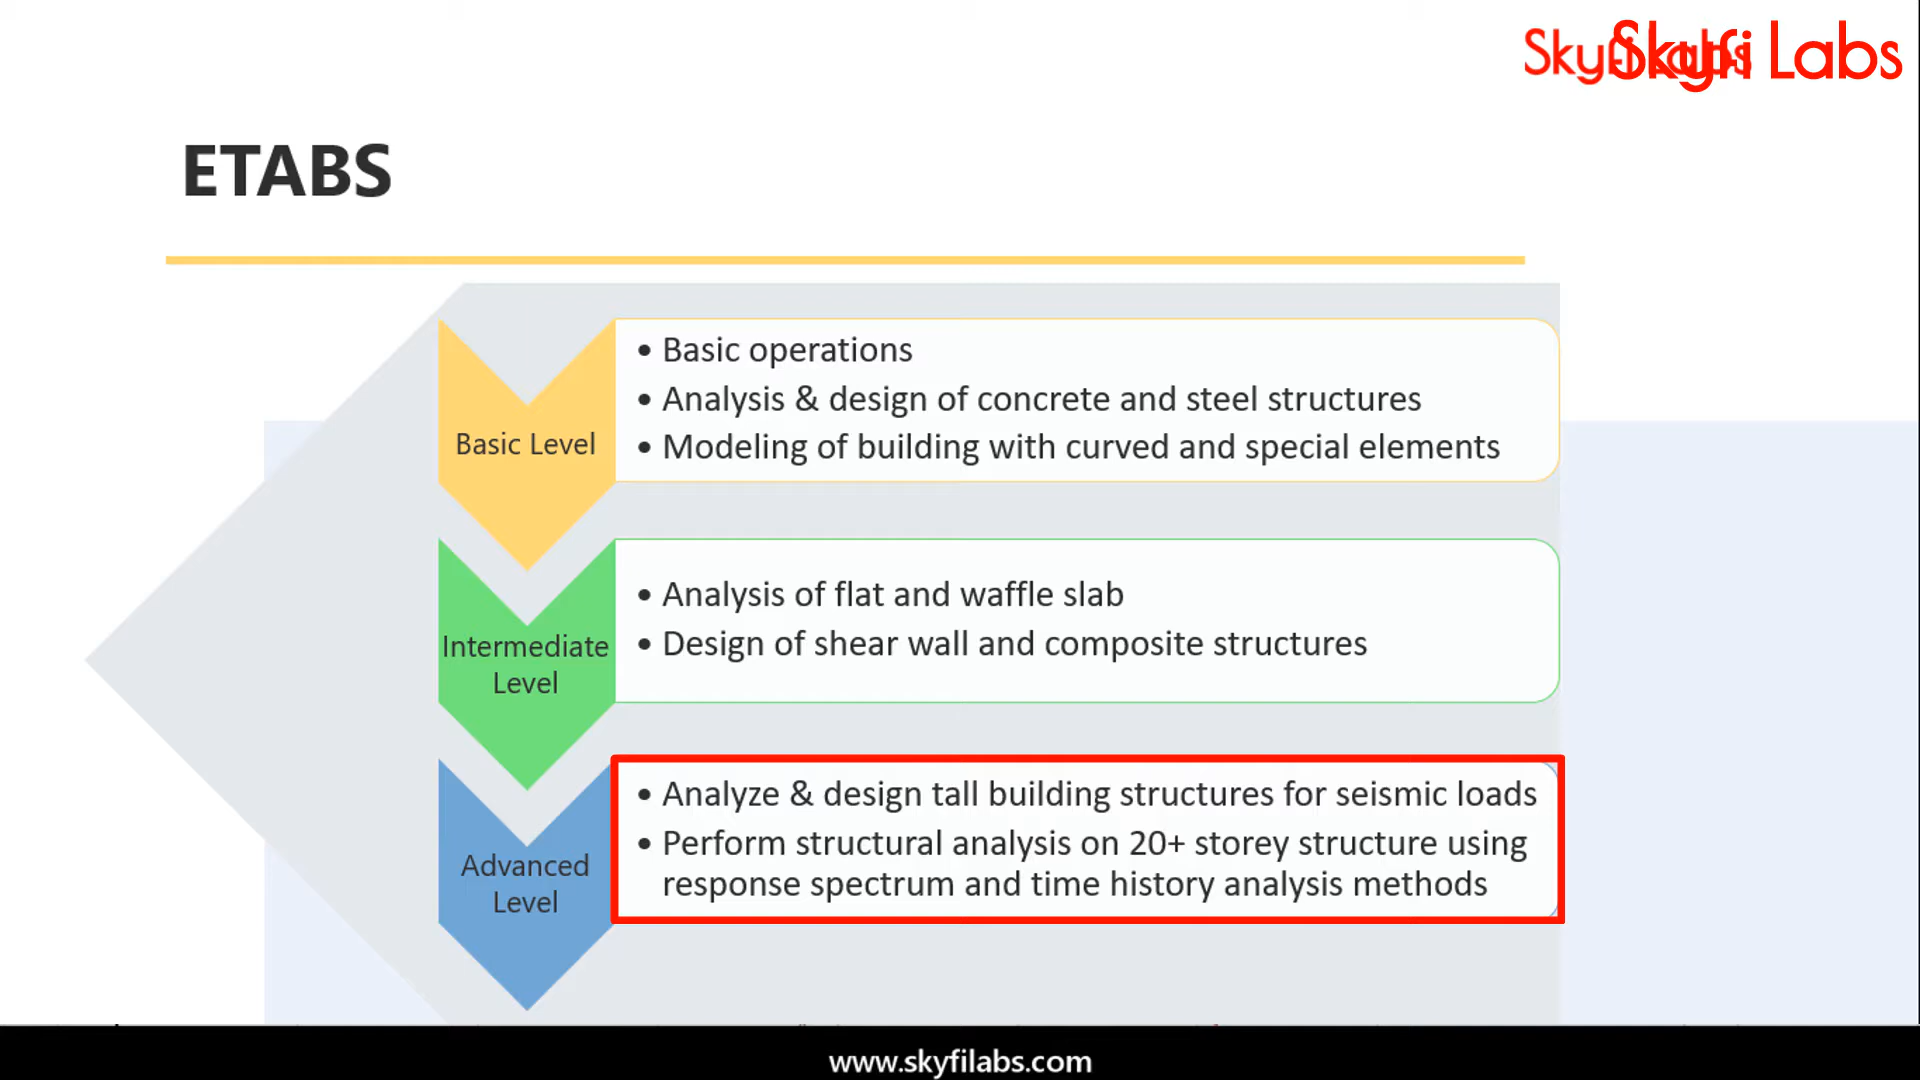 Skyfi Labs
Skyfi Labs
ETABS
Basic Level
• Basic operations
• Analysis & design of concrete and steel structures
• Modeling of building with curved and special elements
Intermediate
Level
• Analysis of flat and waffle slab
• Design of shear wall and composite structures
Advanced
Level
• Analyze & design tall building structures for seismic loads
• Perform structural analysis on 20+ storey structure using
response spectrum and time history analysis methods
www.skyfilabs.com